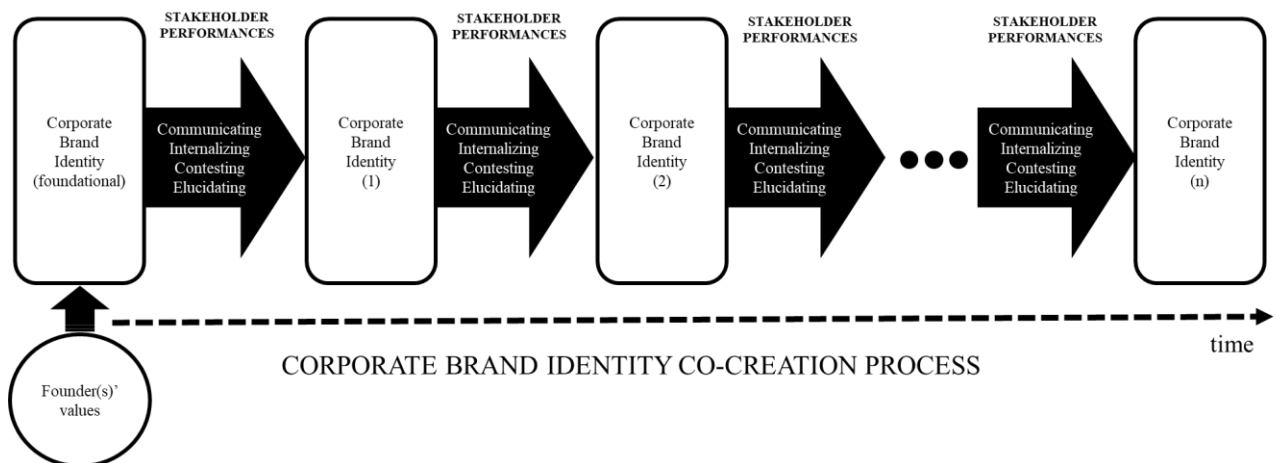 STAKEHOLDER
PERFORMANCES
STAKEHOLDER
PERFORMANCES
STAKEHOLDER
PERFORMANCES
STAKEHOLDER
PERFORMANCES
Corporate
Brand
Identity
(foundational)
Communicating
Internalizing
Contesting
Elucidating
Corporate
Brand
Identity
(1)
Communicating
Internalizing
Contesting
Elucidating
Corporate
Brand
Identity
(2)
Communicating
Internalizing
Contesting
Elucidating
Communicating
Internalizing
Contesting
Elucidating
Corporate
Brand
Identity
(n)
time
CORPORATE BRAND IDENTITY CO-CREATION PROCESS
Founder(s)’
values